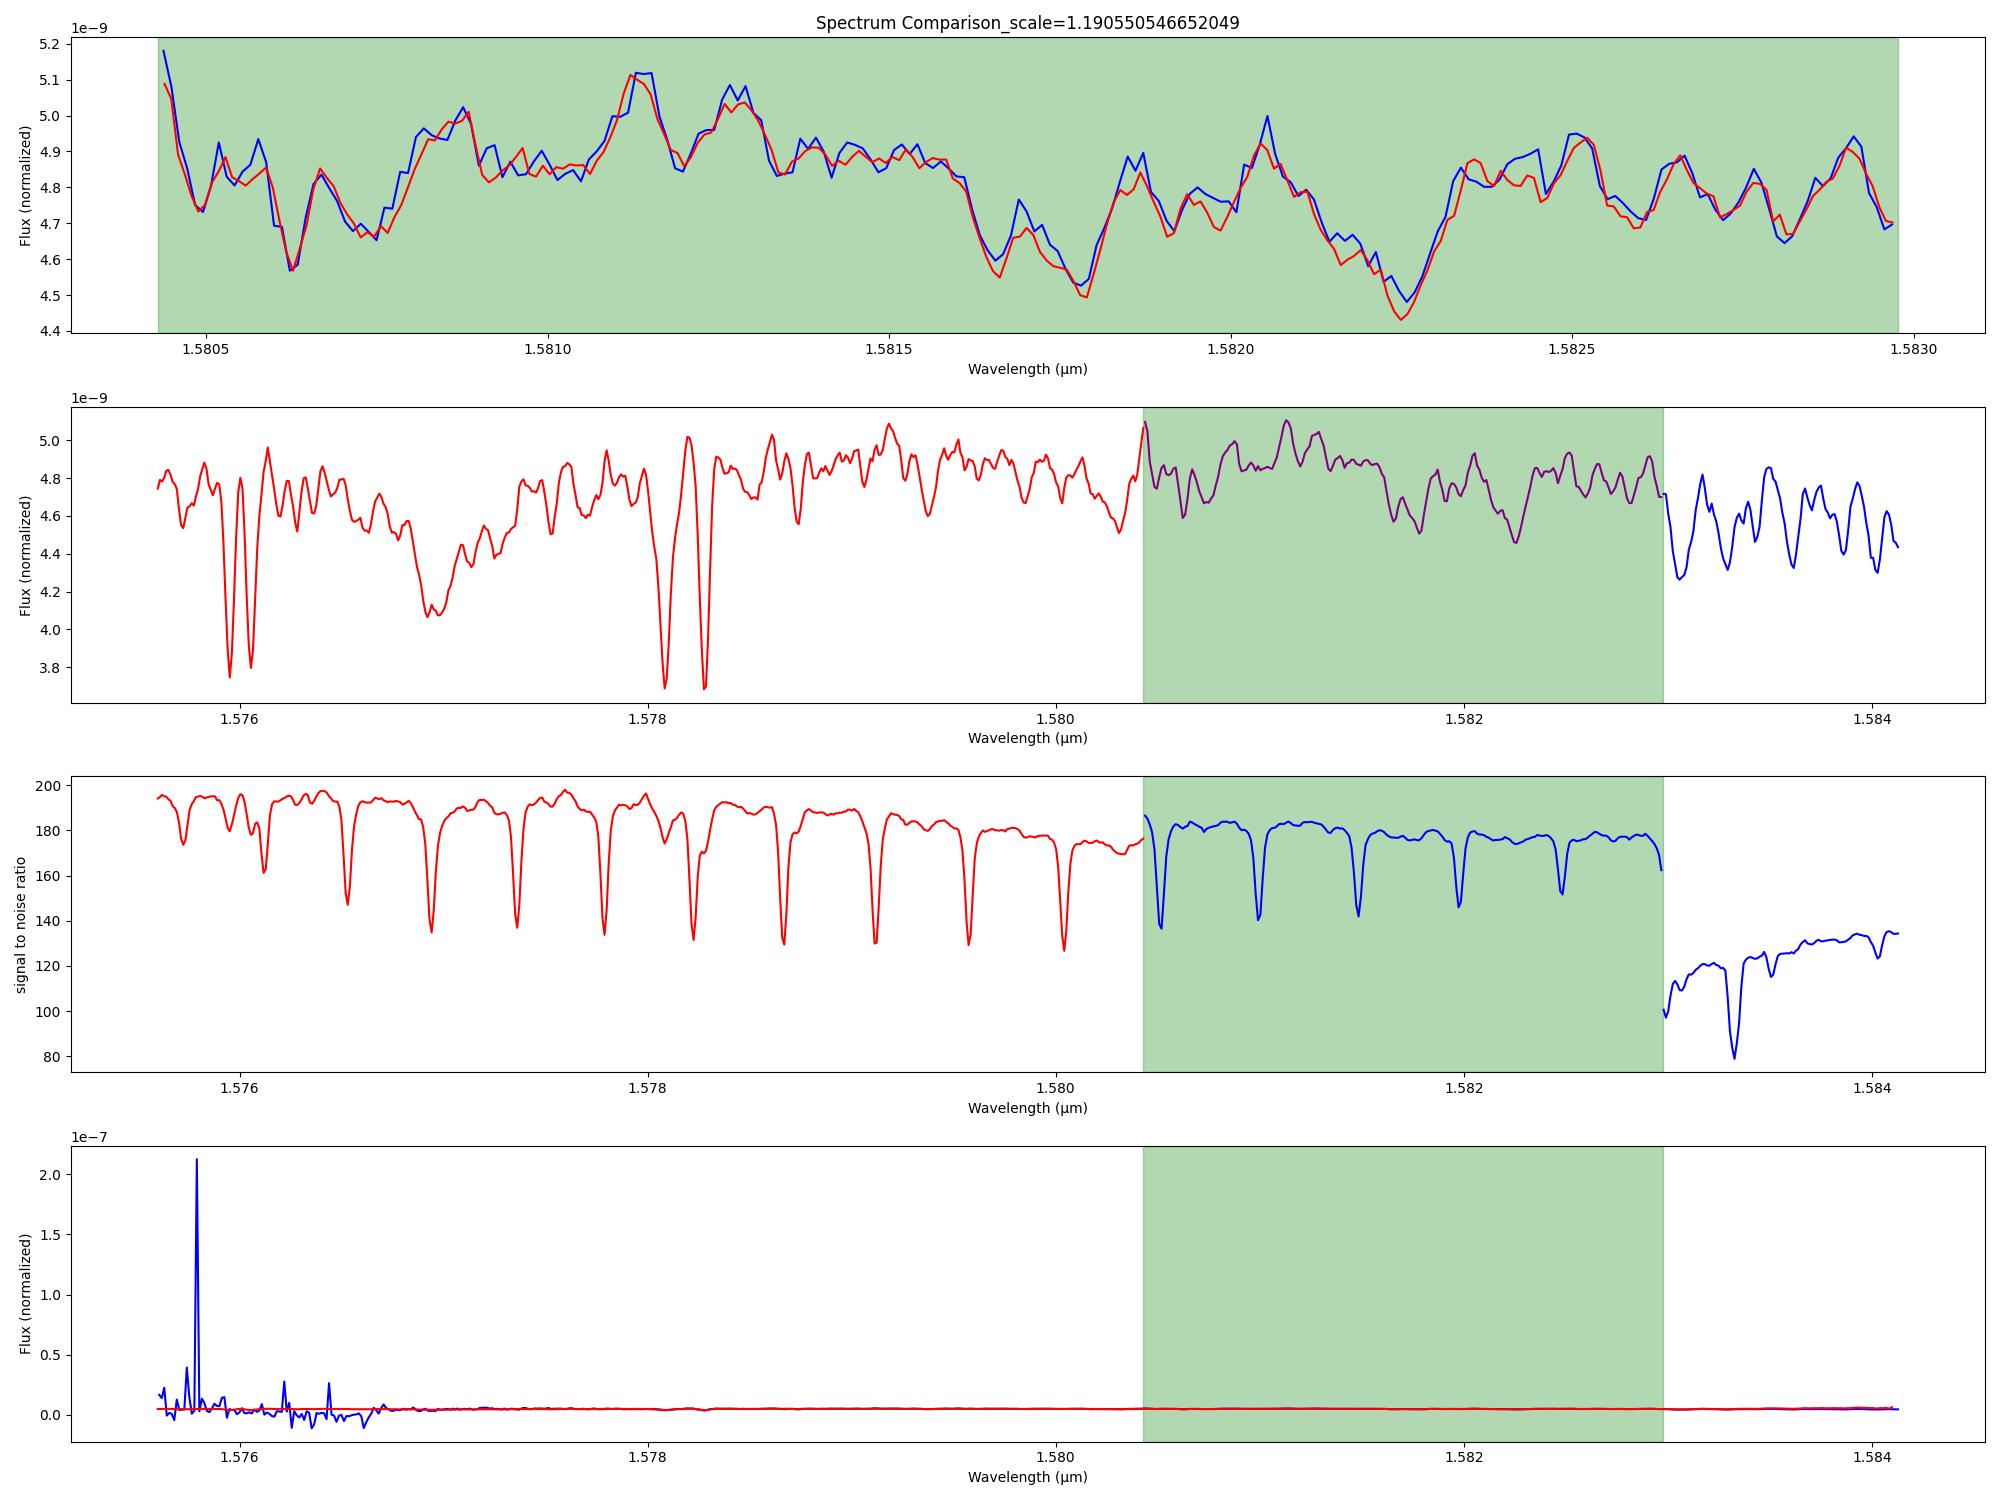 Spectrum Comparison_scale=1.190550546652049
1e−9
5.2
5.1
5.0
4.9
4.8
4.7
4.6
4.5
4.4
Flux (normalized)
1.5805 1.5810 1.5815 1.5820 1.5825 1.5830
Wavelength (μm)
1e−9
5.0
4.8
4.6
4.4
4.2
4.0
3.8
Flux (normalized)
1.576 1.578 1.580 1.582 1.584
Wavelength (μm)
200
180
160
140
120
100
80
signal to noise ratio
1.576 1.578 1.580 1.582 1.584
Wavelength (μm)
1e−7
2.0
1.5
1.0
0.5
0.0
Flux (normalized)
1.576 1.578 1.580 1.582 1.584
Wavelength (μm)